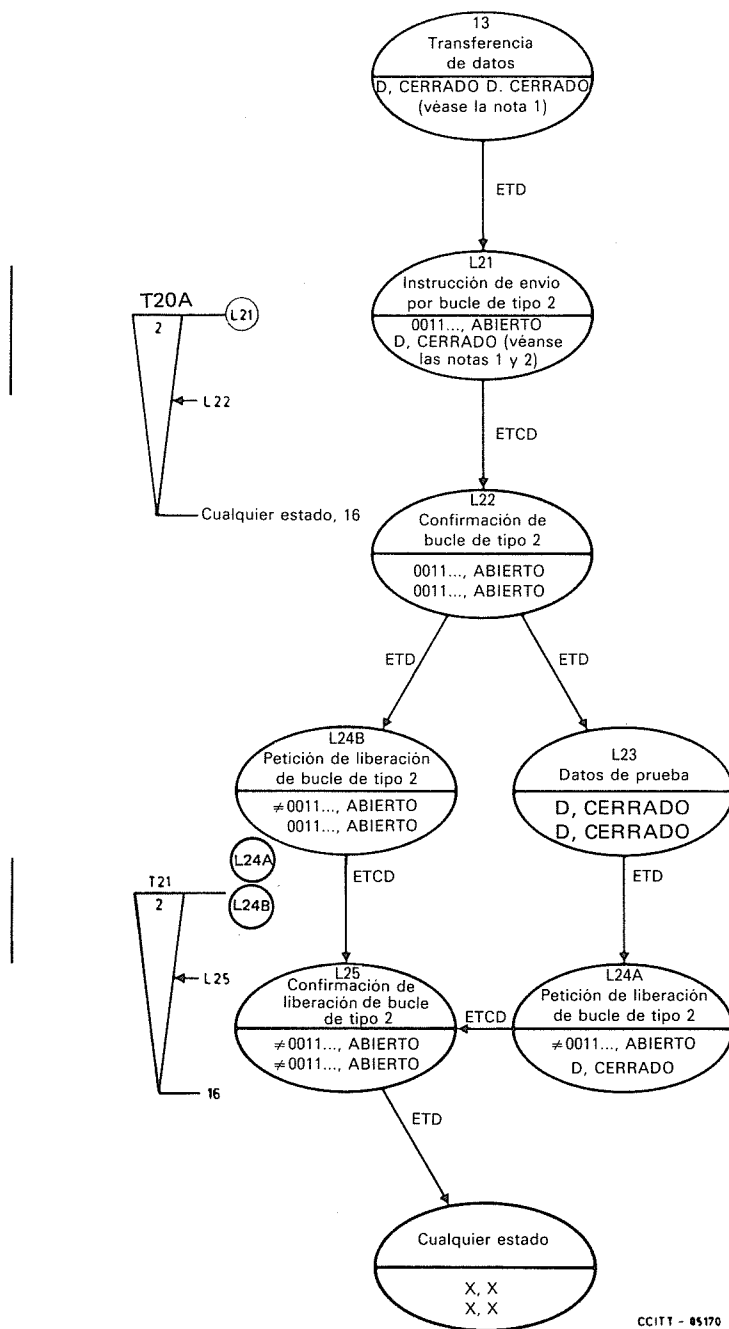 13
Transferencia
de datos
D, CERRADO D. CERRADO
(véase la nota 1)
ETD
L21
Instrucción de envio
por bucle de tipo 2
0011..., ABIERTO
D, CERRADO (véanse
las notas 1 y 2)
T20A
2
L21
L22
Cualquier estado, 16
ETCD
L22
Confirmación de
bucle de tipo 2
0011..., ABIERTO
0011..., ABIERTO
ETD
ETD
L24B
Petición de liberación
de bucle de tipo 2
≠0011..., ABIERTO
0011..., ABIERTO
L23
Datos de prueba
D, CERRADO
D, CERRADO
T21
2
L24A
L24B
L25
16
ETCD
ETD
L25
Confirmación de
liberación de bucle
de tipo 2
≠0011..., ABIERTO
≠0011..., ABIERTO
ETCD
L24A
Petición de liberación
de bucle de tipo 2
≠0011..., ABIERTO
D, CERRADO
ETD
Cualquier estado
X, X
X, X
CCITT - 85170